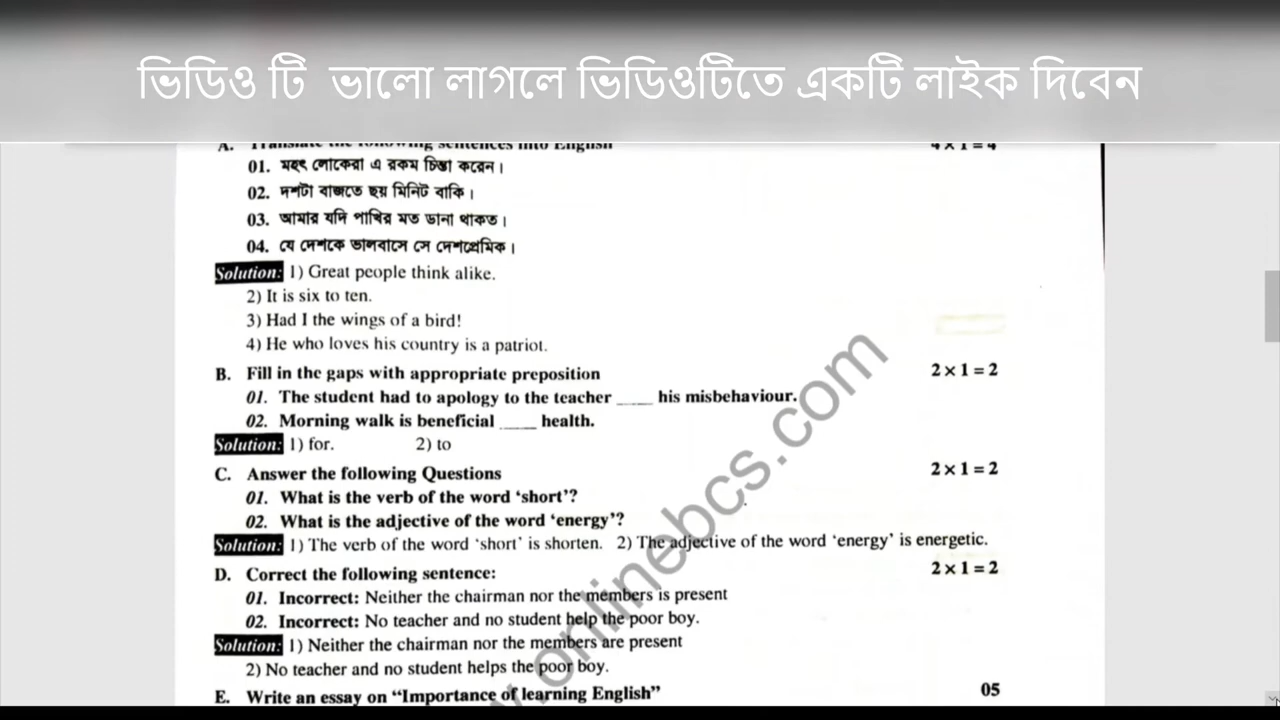 ভিডিও টি ভালো লাগলে ভিডিওটিতে একটি লাইক দিবেন
A. Translate the following sentences into English 4 × 1 = 4
01. মহৎ লোকেরা এ রকম চিন্তা করেন।
02. দশটা বাজতে ছয় মিনিট বাকি।
03. আমার যদি পাখির মত ডানা থাকত।
04. যে দেশকে ভালবাসে সে দেশপ্রেমিক।
Solution: 1) Great people think alike.
2) It is six to ten.
3) Had I the wings of a bird!
4) He who loves his country is a patriot.
B. Fill in the gaps with appropriate preposition 2 × 1 = 2
01. The student had to apology to the teacher ____ his misbehaviour.
02. Morning walk is beneficial ____ health.
Solution: 1) for. 2) to
C. Answer the following Questions 2 × 1 = 2
01. What is the verb of the word ‘short’?
02. What is the adjective of the word ‘energy’?
Solution: 1) The verb of the word ‘short’ is shorten. 2) The adjective of the word ‘energy’ is energetic.
D. Correct the following sentence: 2 × 1 = 2
01. Incorrect: Neither the chairman nor the members is present
02. Incorrect: No teacher and no student help the poor boy.
Solution: 1) Neither the chairman nor the members are present
2) No teacher and no student helps the poor boy.
E. Write an essay on “Importance of learning English” 05
.onlinebcs.com